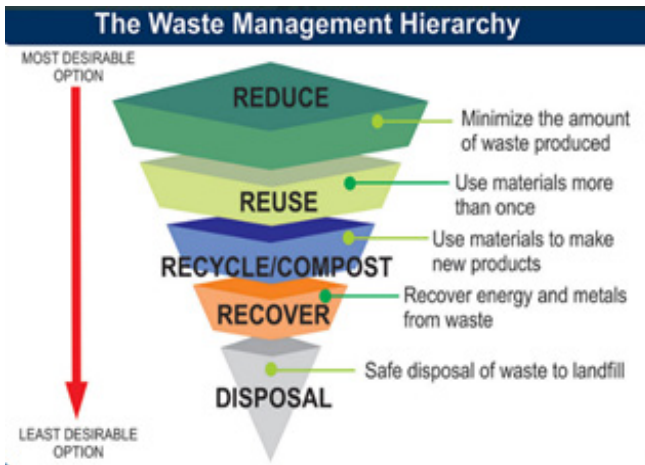 The Waste Management Hierarchy
MOST DESIRABLE
OPTION
REDUCE
Minimize the amount
of waste produced
REUSE
Use materials more
than once
RECYCLE/COMPOST
Use materials to make
new products
RECOVER
Recover energy and metals
from waste
DISPOSAL
Safe disposal of waste to landfill
LEAST DESIRABLE
OPTION